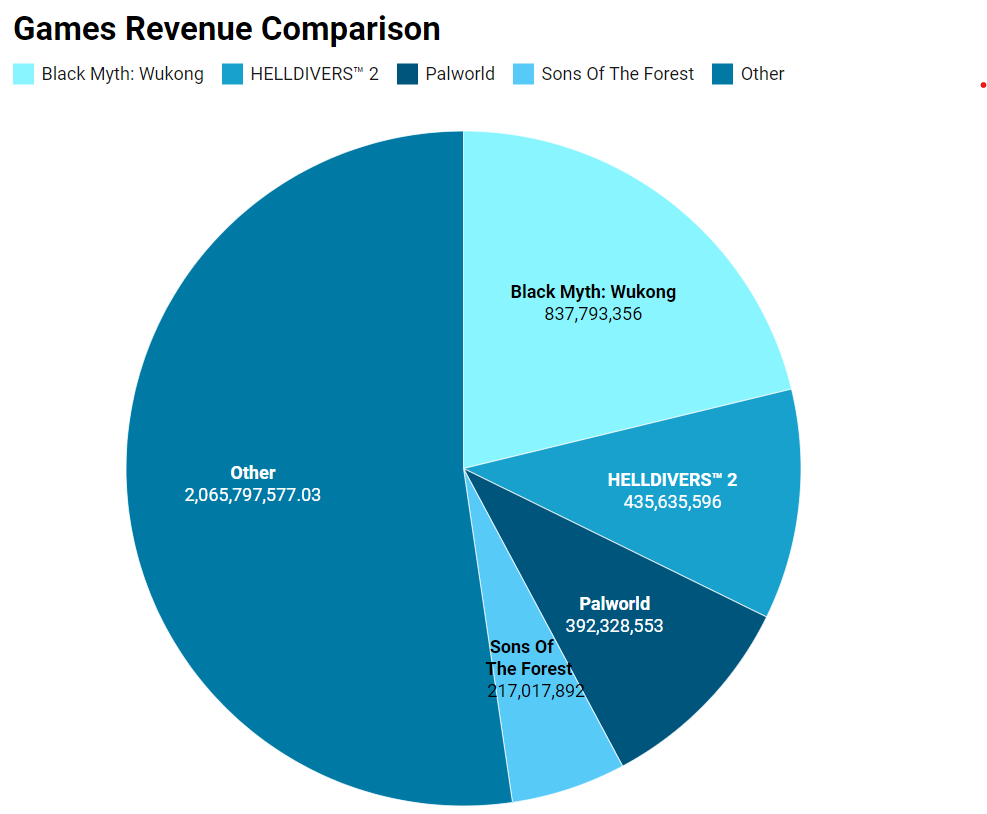 Games Revenue Comparison
Black Myth: Wukong HELLDIVERS™ 2 Palworld Sons Of The Forest Other
Black Myth: Wukong
837,793,356
HELLDIVERS™ 2
435,635,596
Other
2,065,797,577.03
Palworld
392,328,553
Sons Of
The Forest
217,017,892